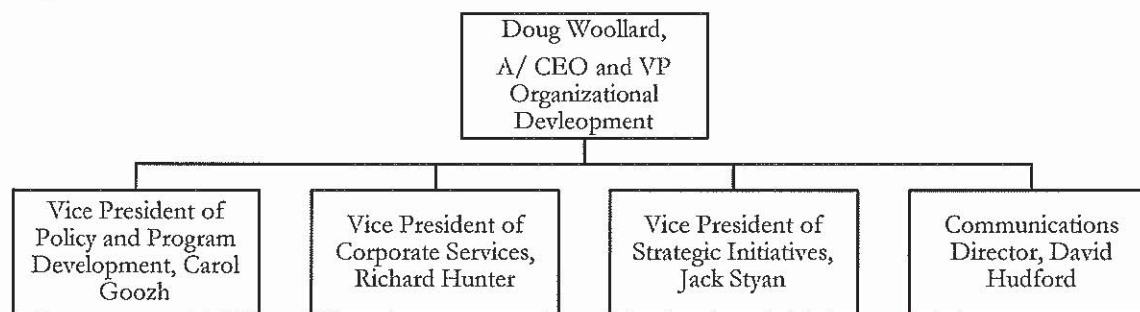 Doug Woollard,
A/ CEO and VP
Organizational
Devleopment
Vice President of
Policy and Program
Development, Carol
Goozh
Vice President of
Corporate Services,
Richard Hunter
Vice President of
Strategic Initiatives,
Jack Styan
Communications
Director, David
Hudford